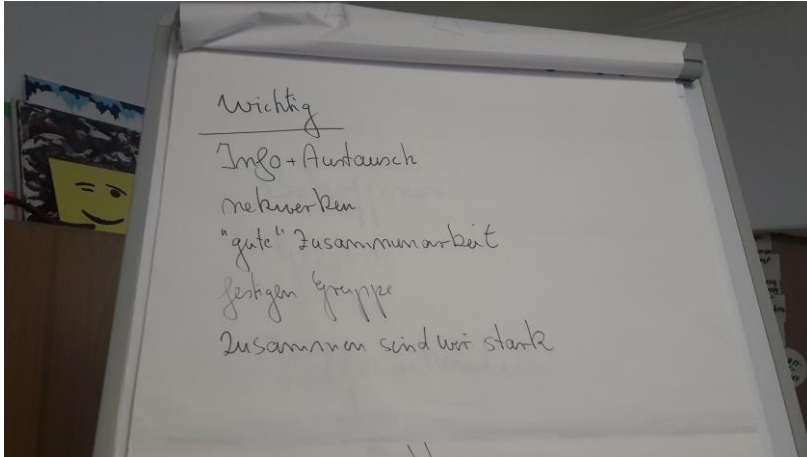 wichtig
Info + Austausch
netzwerken
"gute" Zusammenarbeit
festigen Gruppe
Zusammen sind wir stark